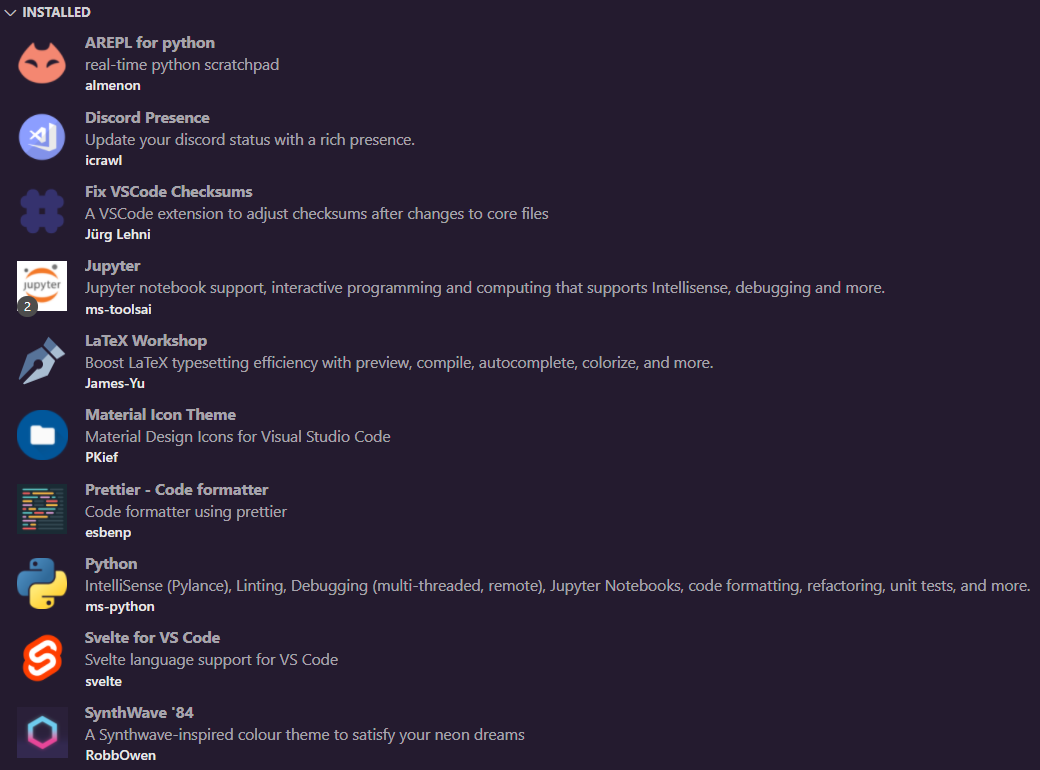 INSTALLED
AREPL for python
real-time python scratchpad
almenon
Discord Presence
Update your discord status with a rich presence.
icrawl
Fix VSCode Checksums
A VSCode extension to adjust checksums after changes to core files
Jürg Lehni
Jupyter
Jupyter notebook support, interactive programming and computing that supports Intellisense, debugging and more.
jupyter
2
ms-toolsai
LaTeX Workshop
Boost LaTeX typesetting efficiency with preview, compile, autocomplete, colorize, and more.
James-Yu
Material Icon Theme
Material Design Icons for Visual Studio Code
PKief
Prettier - Code formatter
Code formatter using prettier
esbenp
Python
IntelliSense (Pylance), Linting, Debugging (multi-threaded, remote), Jupyter Notebooks, code formatting, refactoring, unit tests, and more.
ms-python
Svelte for VS Code
Svelte language support for VS Code
svelte
SynthWave '84
A Synthwave-inspired colour theme to satisfy your neon dreams
RobbOwen